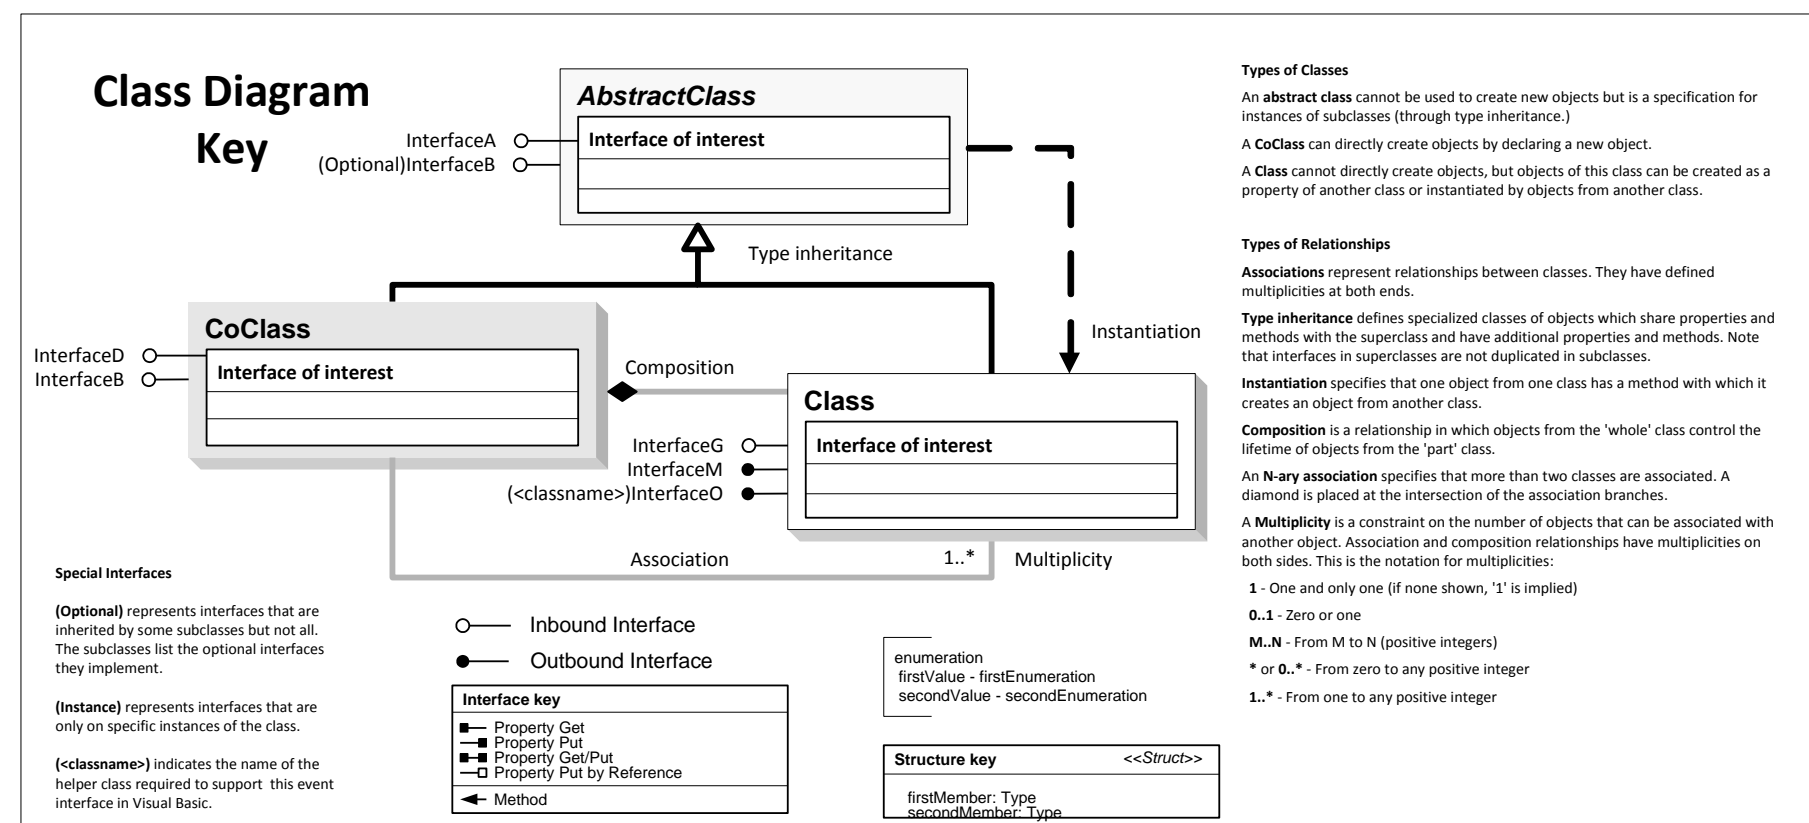 Class Diagram
Key
AbstractClass
Interface of interest
InterfaceA
(Optional)InterfaceB
Type inheritance
CoClass
Interface of interest
InterfaceD
InterfaceB
Composition
Instantiation
Class
Interface of interest
InterfaceG
InterfaceM
(<classname>)InterfaceO
Association
1..*
Multiplicity
Special Interfaces
(Optional) represents interfaces that are
inherited by some subclasses but not all.
The subclasses list the optional interfaces
they implement.
(Instance) represents interfaces that are
only on specific instances of the class.
(<classname>) indicates the name of the
helper class required to support this event
interface in Visual Basic.
Inbound Interface
Outbound Interface
Interface key
Property Get
Property Put
Property Get/Put
Property Put by Reference
Method
enumeration
firstValue - firstEnumeration
secondValue - secondEnumeration
Structure key <<Struct>>
firstMember: Type
secondMember: Type
Types of Classes
An abstract class cannot be used to create new objects but is a specification for
instances of subclasses (through type inheritance.)
A CoClass can directly create objects by declaring a new object.
A Class cannot directly create objects, but objects of this class can be created as a
property of another class or instantiated by objects from another class.
Types of Relationships
Associations represent relationships between classes. They have defined
multiplicities at both ends.
Type inheritance defines specialized classes of objects which share properties and
methods with the superclass and have additional properties and methods. Note
that interfaces in superclasses are not duplicated in subclasses.
Instantiation specifies that one object from one class has a method with which it
creates an object from another class.
Composition is a relationship in which objects from the 'whole' class control the
lifetime of objects from the 'part' class.
An N-ary association specifies that more than two classes are associated. A
diamond is placed at the intersection of the association branches.
A Multiplicity is a constraint on the number of objects that can be associated with
another object. Association and composition relationships have multiplicities on
both sides. This is the notation for multiplicities:
1 - One and only one (if none shown, '1' is implied)
0..1 - Zero or one
M..N - From M to N (positive integers)
* or 0..* - From zero to any positive integer
1..* - From one to any positive integer